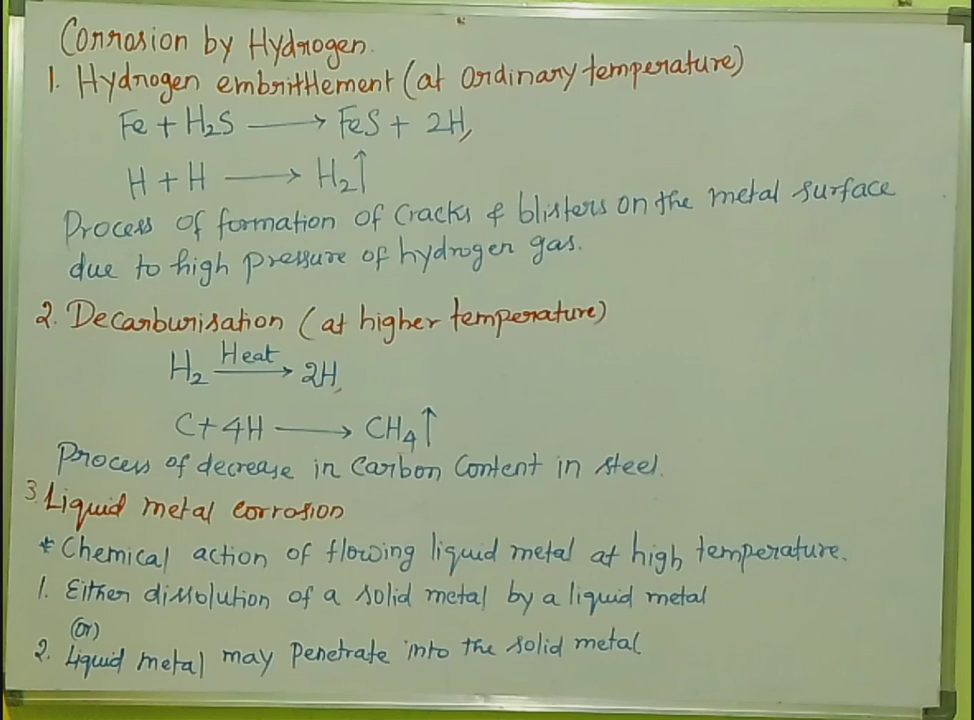 Corrosion by Hydrogen.
1. Hydrogen embrittlement (at ordinary temperature)
Fe + H₂S ⟶ FeS + 2H,
H + H ⟶ H₂↑
Process of formation of cracks & blisters on the metal surface
due to high pressure of hydrogen gas.
2. Decarburisation (at higher temperature)
H₂ Heat⟶ 2H,
C + 4H ⟶ CH₄↑
Process of decrease in carbon content in steel.
3. Liquid metal corrosion
* Chemical action of flowing liquid metal at high temperature.
1. Either dissolution of a solid metal by a liquid metal
(or)
2. Liquid metal may penetrate into the solid metal